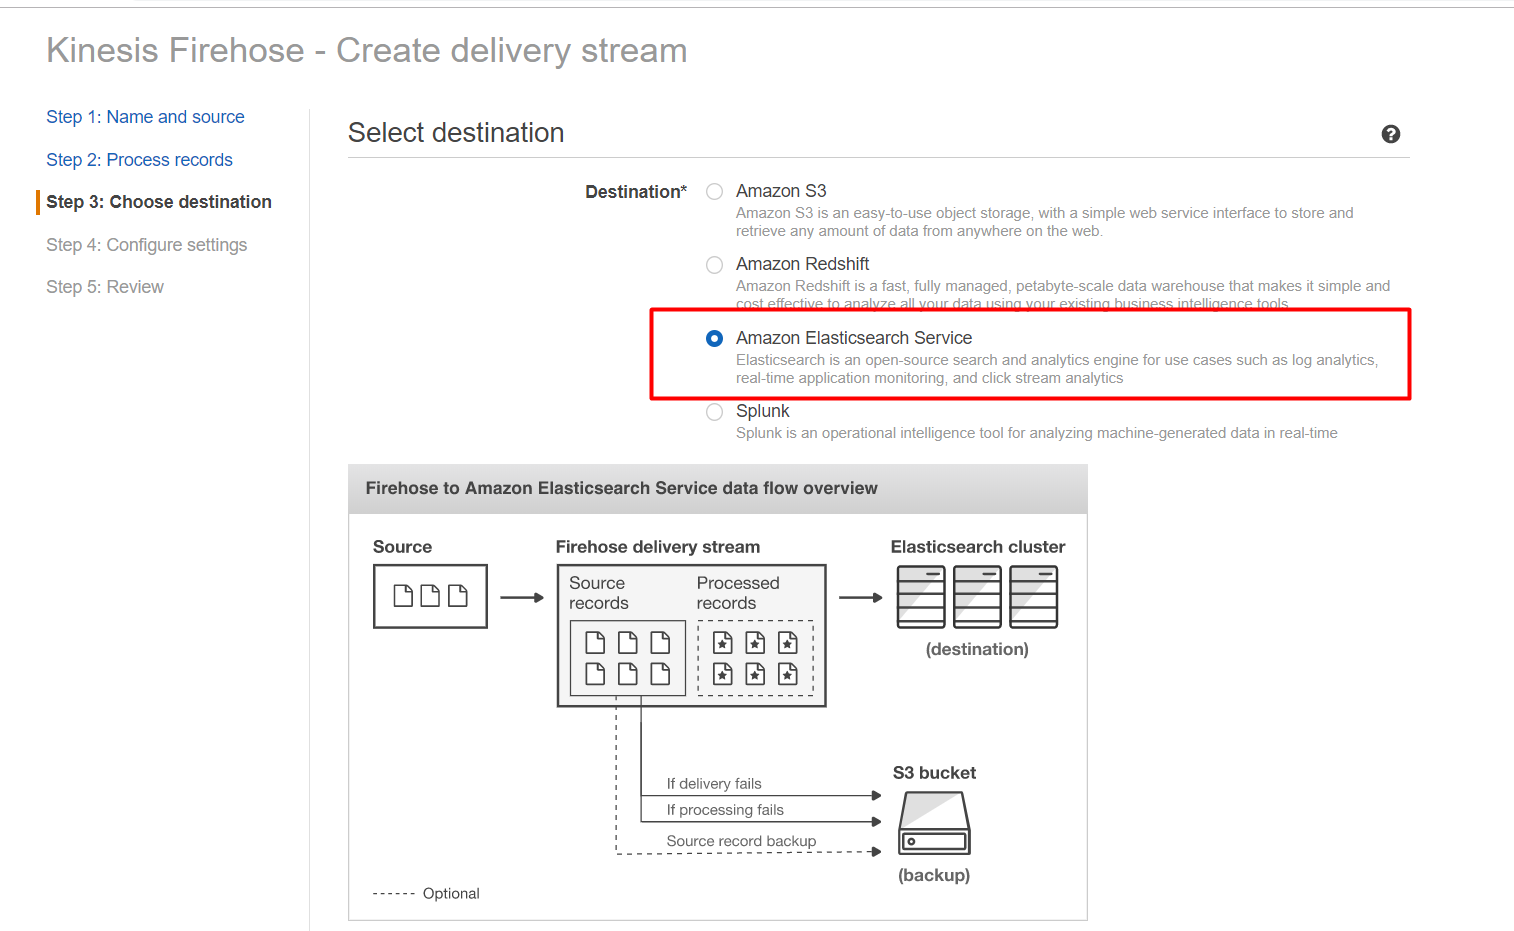 Kinesis Firehose - Create delivery stream
Step 1: Name and source
Step 2: Process records
Step 3: Choose destination
Step 4: Configure settings
Step 5: Review
Select destination
?
Destination*
Amazon S3
Amazon S3 is an easy-to-use object storage, with a simple web service interface to store and
retrieve any amount of data from anywhere on the web.
Amazon Redshift
Amazon Redshift is a fast, fully managed, petabyte-scale data warehouse that makes it simple and
cost effective to analyze all your data using your existing business intelligence tools
Amazon Elasticsearch Service
Elasticsearch is an open-source search and analytics engine for use cases such as log analytics,
real-time application monitoring, and click stream analytics
Splunk
Splunk is an operational intelligence tool for analyzing machine-generated data in real-time
Firehose to Amazon Elasticsearch Service data flow overview
Source
Firehose delivery stream
Source
records
Processed
records
Elasticsearch cluster
(destination)
If delivery fails
If processing fails
Source record backup
S3 bucket
(backup)
Optional